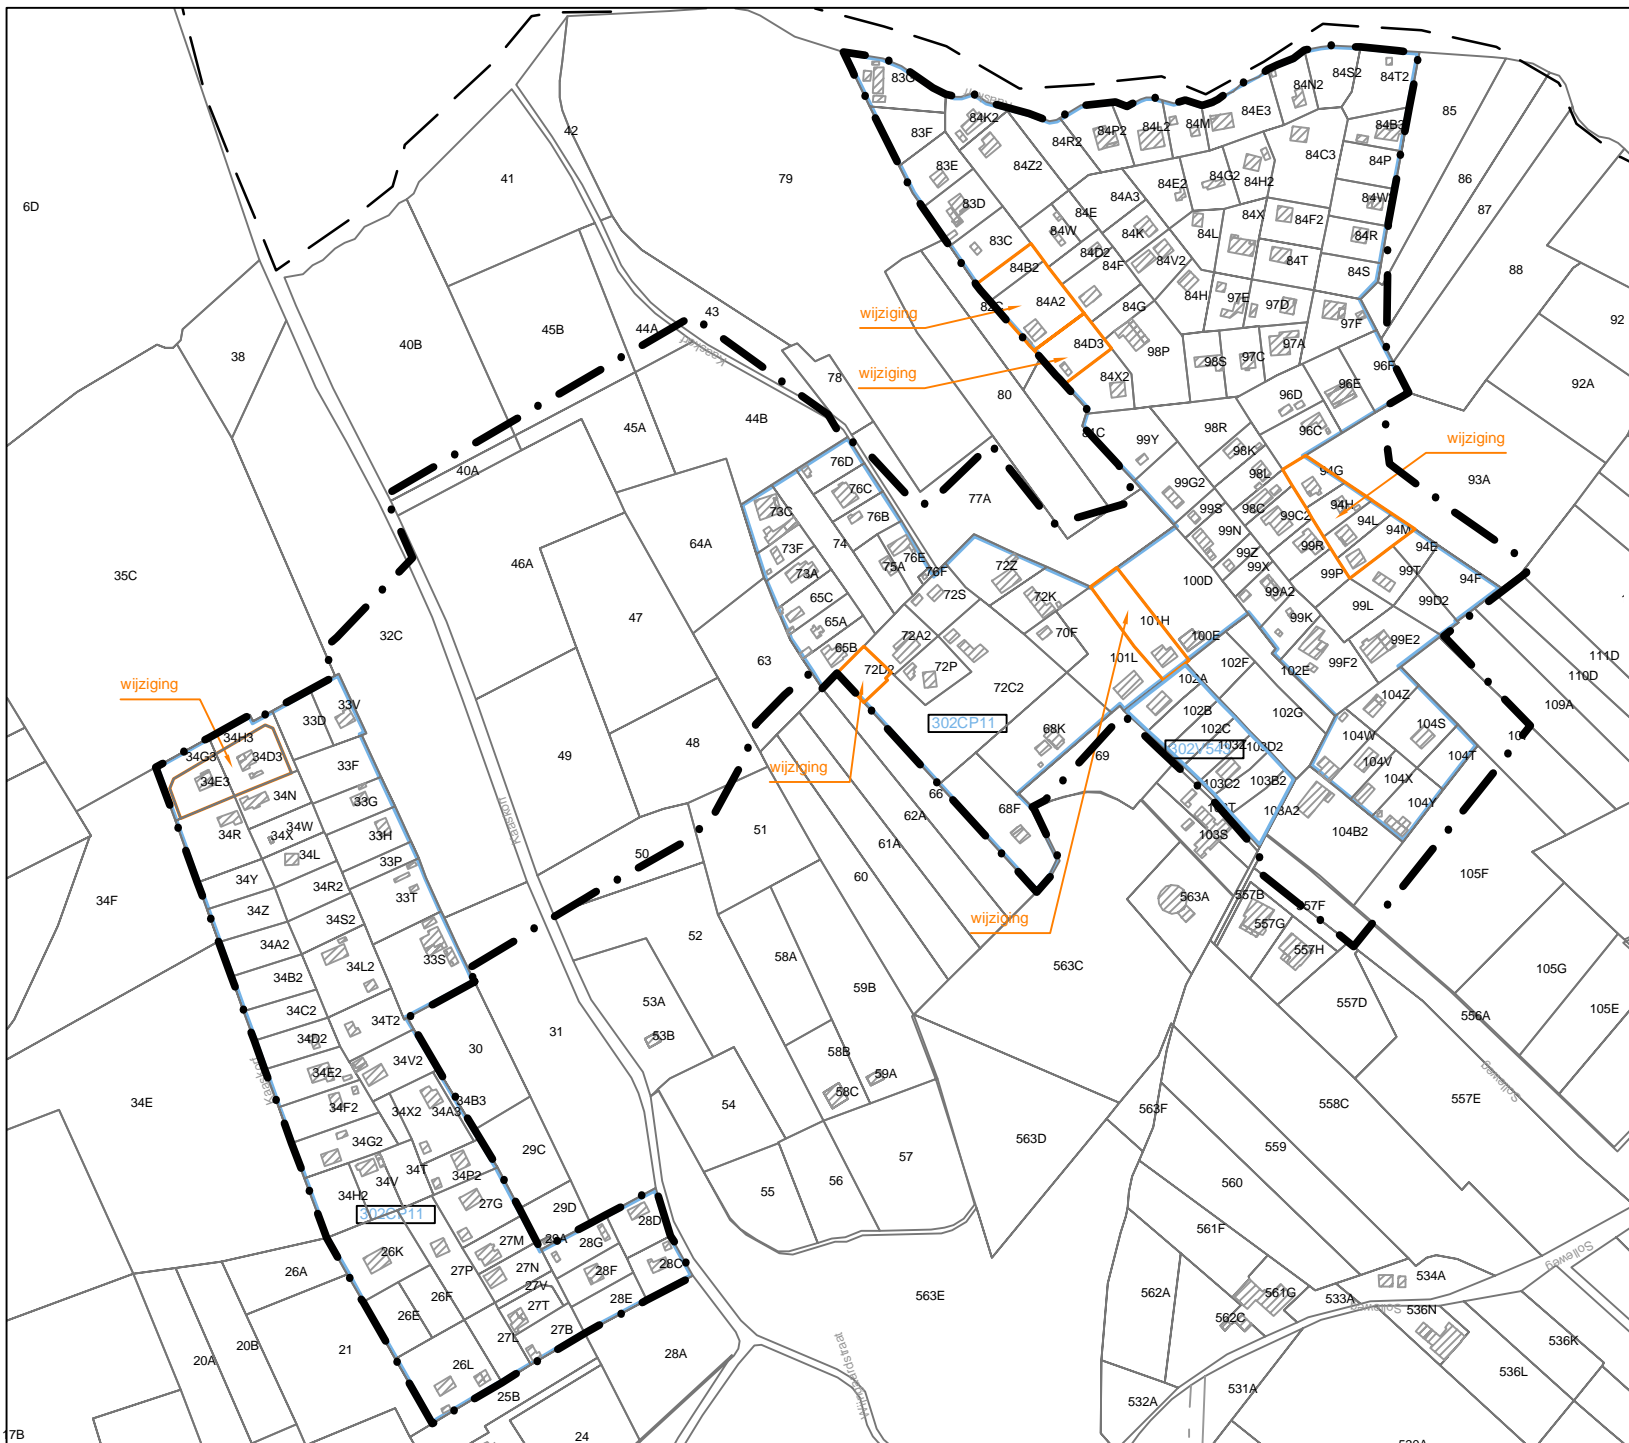 83G
84N2
84S2
84T2
84K2
84E3
84P2
84L2
84M
84B3
85
83F
84R2
84C3
84P
42
83E
84Z2
84G2
84H2
86
41
79
84E2
84A3
84W
6D
83D
84E
84X
84F2
87
84W
84K
84L
84R
83C
84D2
84V2
84T
84B2
84F
84S
88
84A2
84G
84H
97E
97D
43
wijziging
92
45B
44A
97F
40B
84D3
98P
97A
38
Kaaskorf
98S
97C
96F
wijziging
78
84X2
96E
92A
80
96D
44B
45A
81C
98R
96C
99Y
wijziging
76D
98K
40A
94G
98L
93A
76C
99G2
77A
73C
98C
94H
99S
76B
99C2
94L
94M
99N
64A
73F
74
99R
94E
76E
99Z
46A
75A
76F
72Z
99X
99P
99T
35C
73A
100D
94F
72S
99A2
65C
72K
99D2
99L
47
101H
99K
65A
70F
100E
32C
72A2
99E2
65B
101L
102F
99F2
111D
63
72D2
72P
102E
110D
wijziging
102A
72C2
104Z
33V
102B
102G
109A
33D
302CP11
68K
102C
104S
34H3
48
104W
49
69
302V543
103D2
104T
34G3
34D3
33F
wijziging
104V
34E3
103C2
103B2
104X
34N
66
33G
68F
104Y
34W
62A
103A2
34R
34X
33H
51
104B2
61A
103S
Kaaskorf
34L
50
33P
34Y
34R2
60
105F
33T
563A
557B
34F
34Z
34S2
wijziging
557F
52
557G
34A2
557H
33S
58A
563C
34L2
34B2
105G
59B
53A
557D
34C2
105E
34T2
556A
31
53B
34D2
30
58B
34V2
34E2
59A
Kaaskorf
58C
557E
Solleweg
34E
34B3
54
563F
558C
34F2
34X2
34A3
563D
34G2
29C
559
57
34T
34P2
34V
56
560
34H2
55
27G
29D
302CP11
28D
561F
27M
28A
28G
26K
Solleweg
27N
28C
26A
27P
28F
534A
27V
562A
561G
26F
563E
28E
533A
27T
Solleweg
536N
26E
562C
27L
27B
20B
21
Wijngaardstraat
536K
28A
20A
26L
536L
531A
25B
532A
17B
24